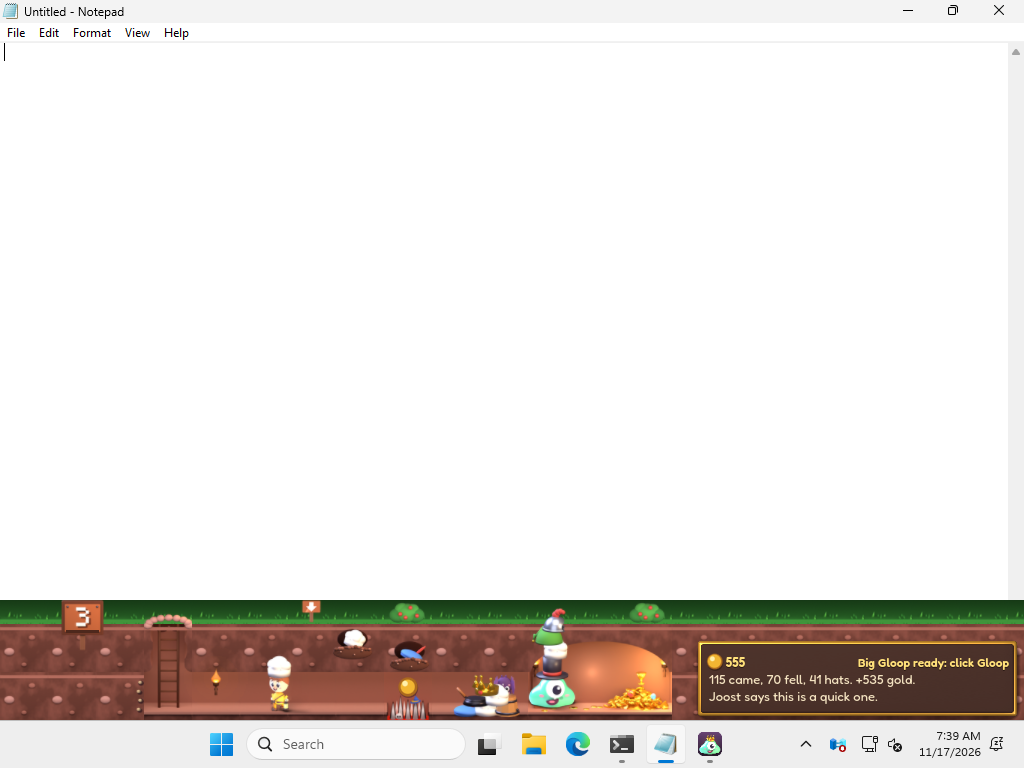 Untitled - Notepad
File Edit Format View Help
3
555 Big Gloop ready: click Gloop
115 came, 70 fell, 41 hats. +535 gold.
Joost says this is a quick one.
Search
7:39 AM
11/17/2026